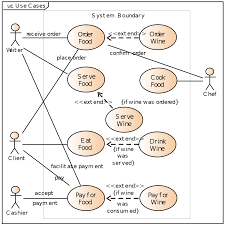 uc Use Cases
System Boundary
receive order
Order
Food
<<extend>>
Order
Wine
Waiter
place order
confirm order
Serve
Food
Cook
Food
Chef
<<extend>>
{if wine was ordered}
Serve
Wine
Eat
Food
<<extend>>
Drink
Wine
{if wine
was
served}
Client
facilitate payment
pay
accept
payment
Pay for
Food
<<extend>>
Pay for
Wine
{if wine
was
consumed}
Cashier